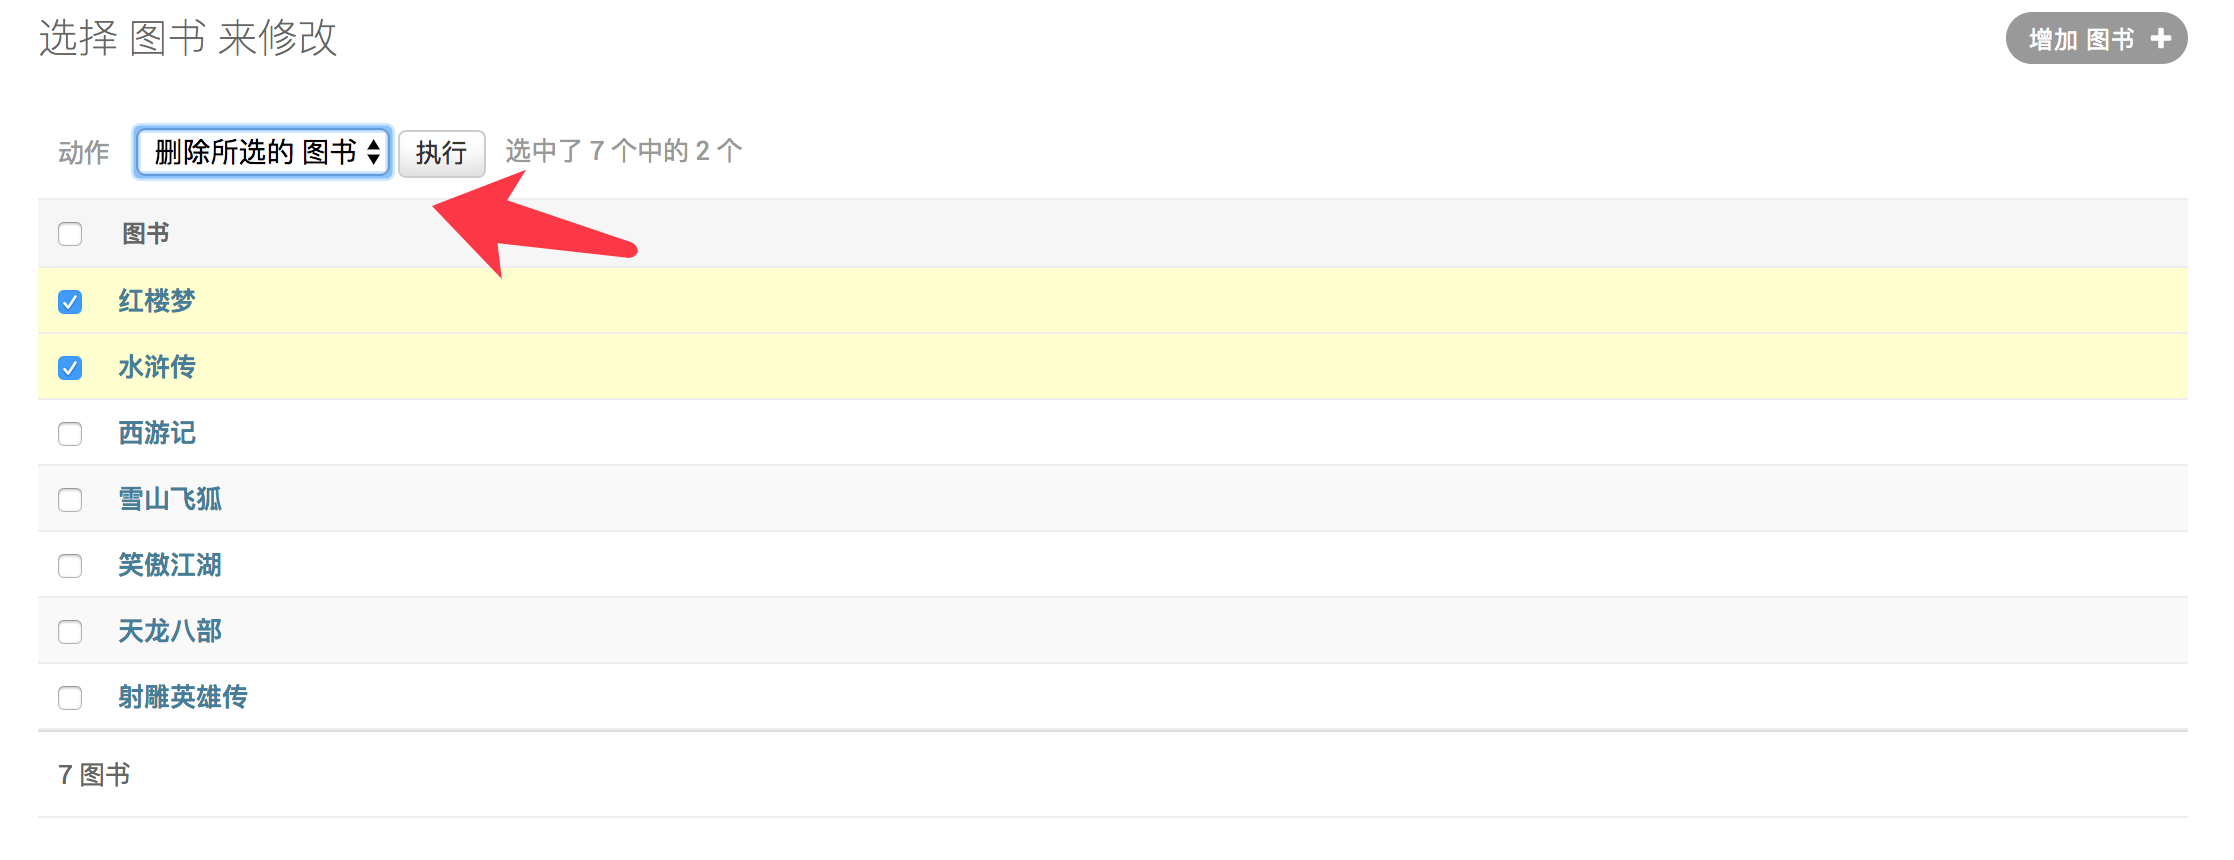 选择 图书 来修改
增加 图书
动作 删除所选的 图书 执行 选中了 7 个中的 2 个
图书
红楼梦
水浒传
西游记
雪山飞狐
笑傲江湖
天龙八部
射雕英雄传
7 图书